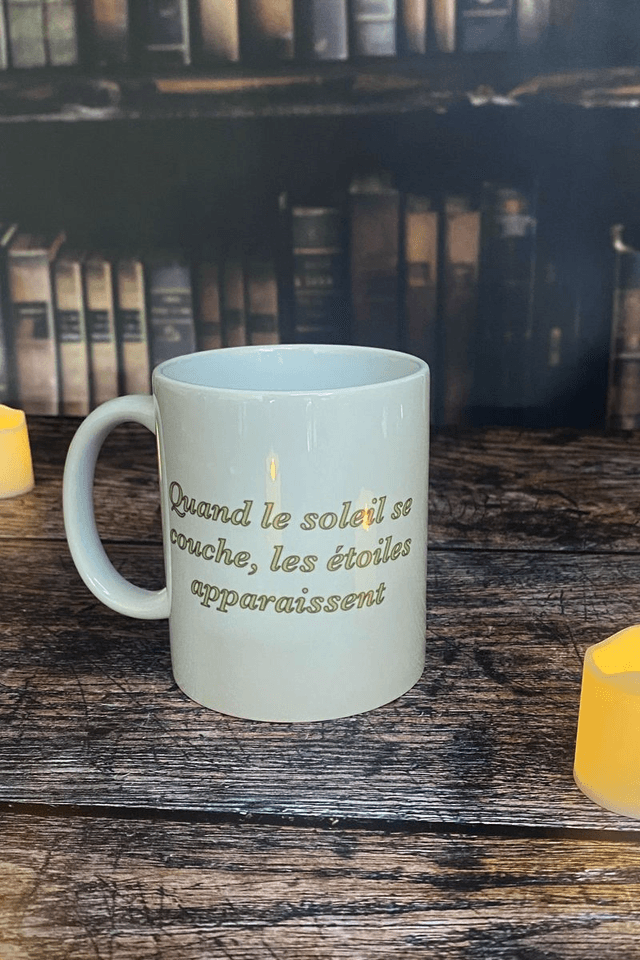 Quand le soleil se
couche, les étoiles
apparaissent